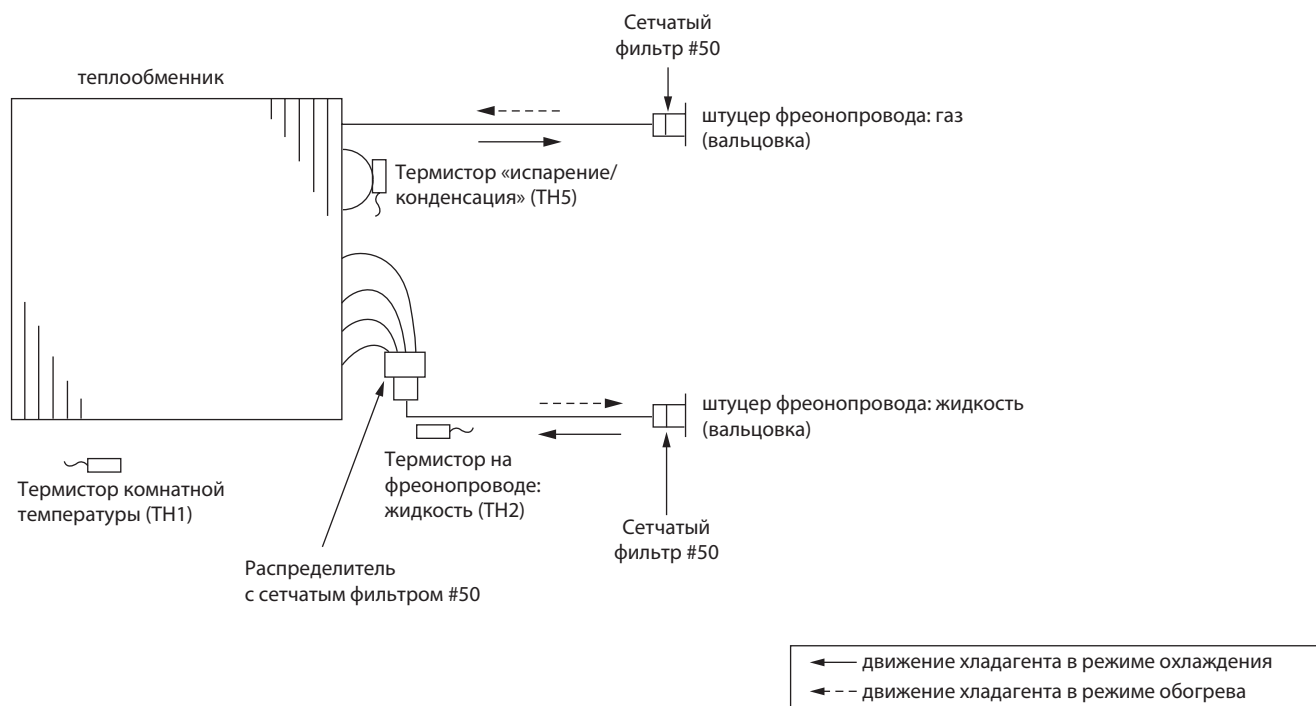 Сетчатый
фильтр #50
теплообменник
штуцер фреонопровода: газ
(вальцовка)
Термистор «испарение/
конденсация» (TH5)
штуцер фреонопровода: жидкость
(вальцовка)
Термистор на
фреонопроводе:
жидкость (TH2)
Термистор комнатной
температуры (TH1)
Сетчатый
фильтр #50
Распределитель
с сетчатым фильтром #50
движение хладагента в режиме охлаждения
движение хладагента в режиме обогрева